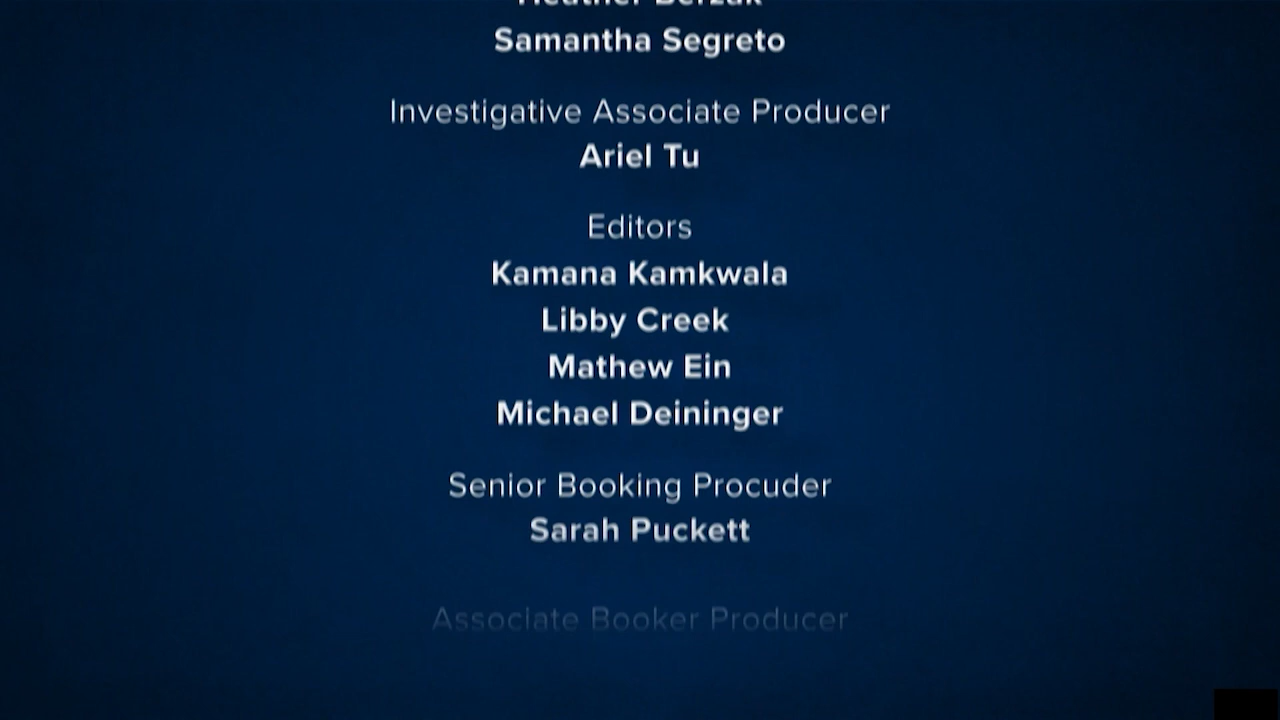 Samantha Segreto
Investigative Associate Producer
Ariel Tu
Editors
Kamana Kamkwala
Libby Creek
Mathew Ein
Michael Deininger
Senior Booking Procuder
Sarah Puckett
Associate Booker Producer